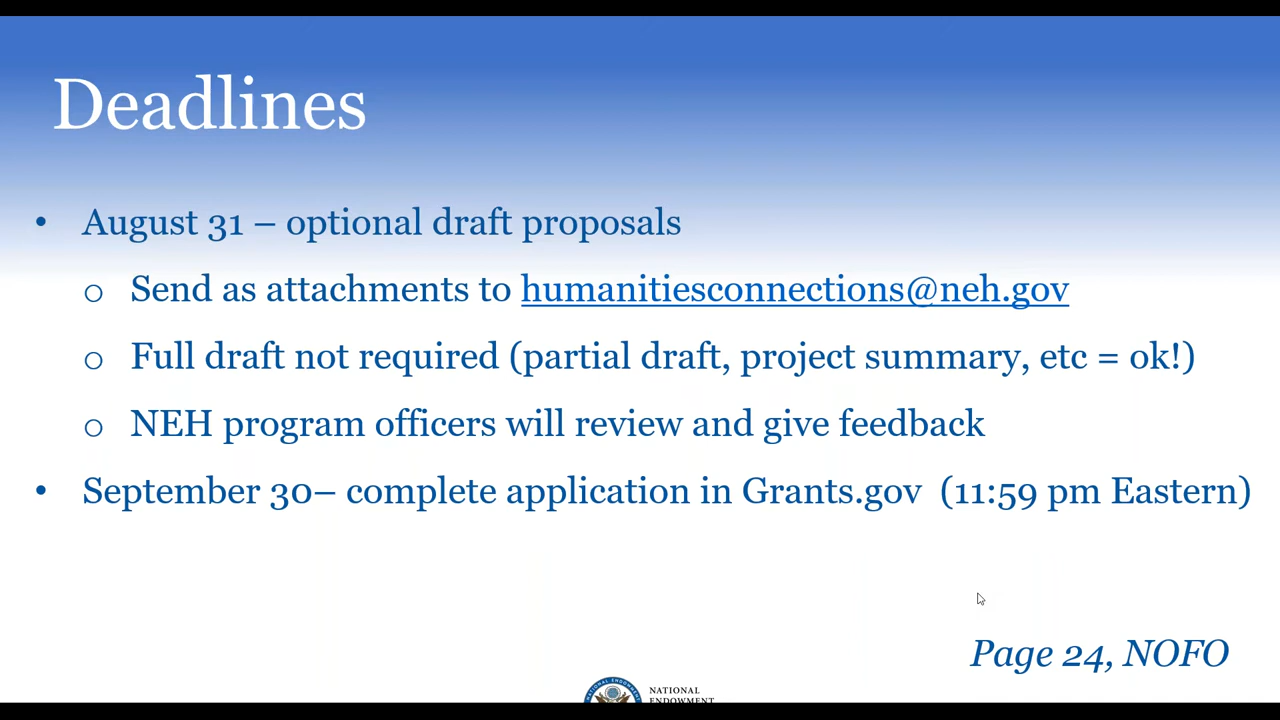 Deadlines
• August 31 – optional draft proposals
o Send as attachments to humanitiesconnections@neh.gov
o Full draft not required (partial draft, project summary, etc = ok!)
o NEH program officers will review and give feedback
• September 30– complete application in Grants.gov (11:59 pm Eastern)
Page 24, NOFO
NATIONAL
ENDOWMENT